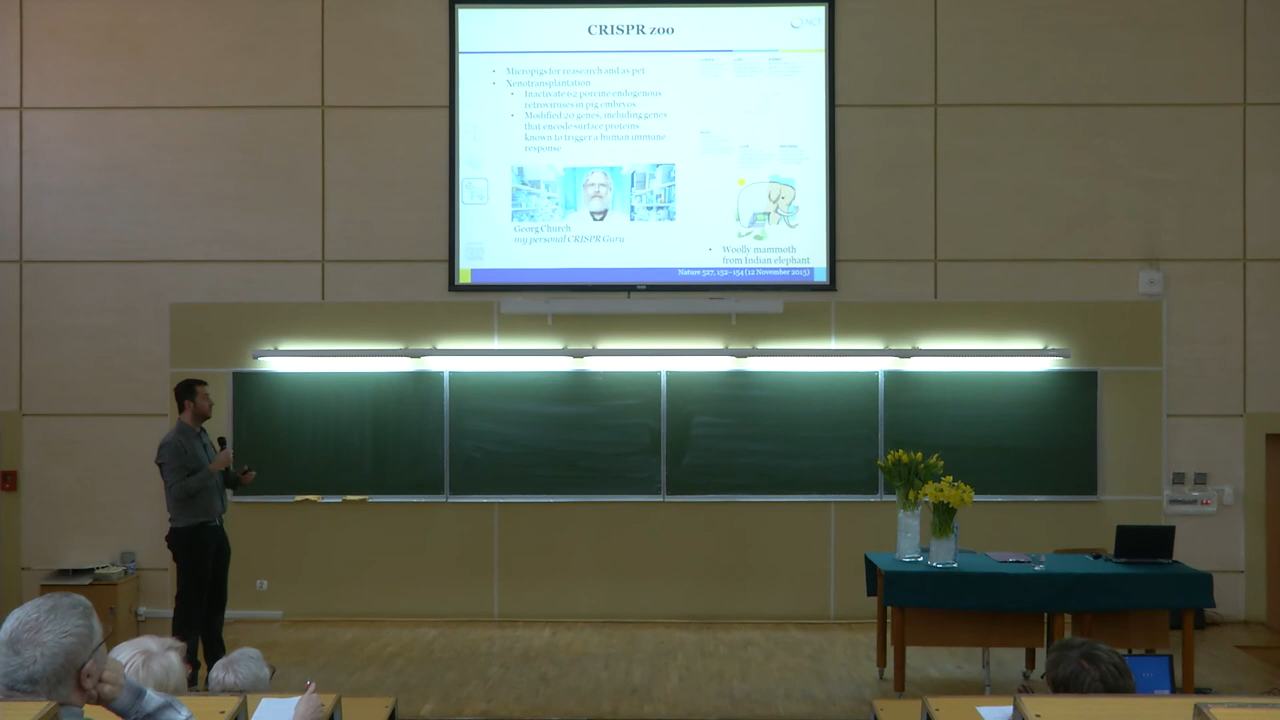 CRISPR zoo
• Micropigs for reasearch and as pet
• Xenotransplantation
• Inactivate 62 porcine endogenous
retroviruses in pig embryos
• Modified 20 genes, including genes
that encode surface proteins
known to trigger a human immune
response
Georg Church
my personal CRISPR Guru
• Woolly mammoth
from Indian elephant
Nature 527, 152–154 (12 November 2015)